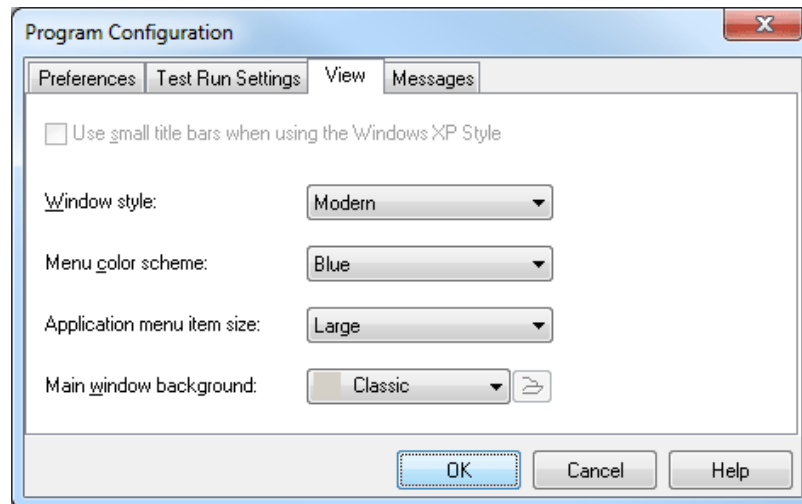 Program Configuration
Preferences Test Run Settings View Messages
Use small title bars when using the Windows XP Style
Window style: Modern
Menu color scheme: Blue
Application menu item size: Large
Main window background: Classic
OK Cancel Help